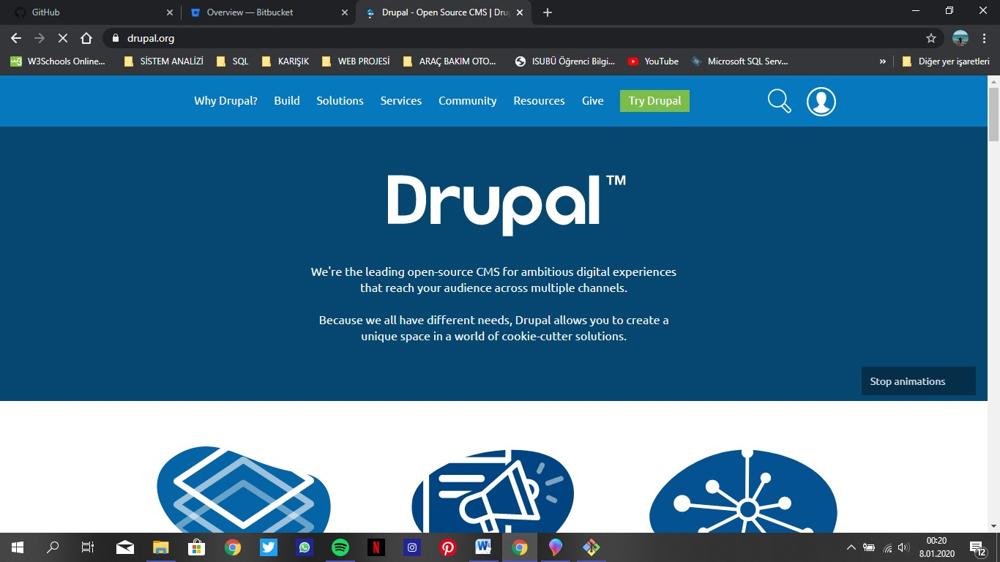 GitHub
Overview — Bitbucket
Drupal - Open Source CMS | Dru
drupal.org
W3Schools Online...
SİSTEM ANALİZİ
SQL
KARIŞIK
WEB PROJESİ
ARAÇ BAKIM OTO...
ISUBÜ Öğrenci Bilgi...
YouTube
Microsoft SQL Serv...
»
Diğer yer işaretleri
Why Drupal?
Build
Solutions
Services
Community
Resources
Give
Try Drupal
Drupal™
We're the leading open-source CMS for ambitious digital experiences
that reach your audience across multiple channels.
Because we all have different needs, Drupal allows you to create a
unique space in a world of cookie-cutter solutions.
Stop animations
00:20
8.01.2020
12